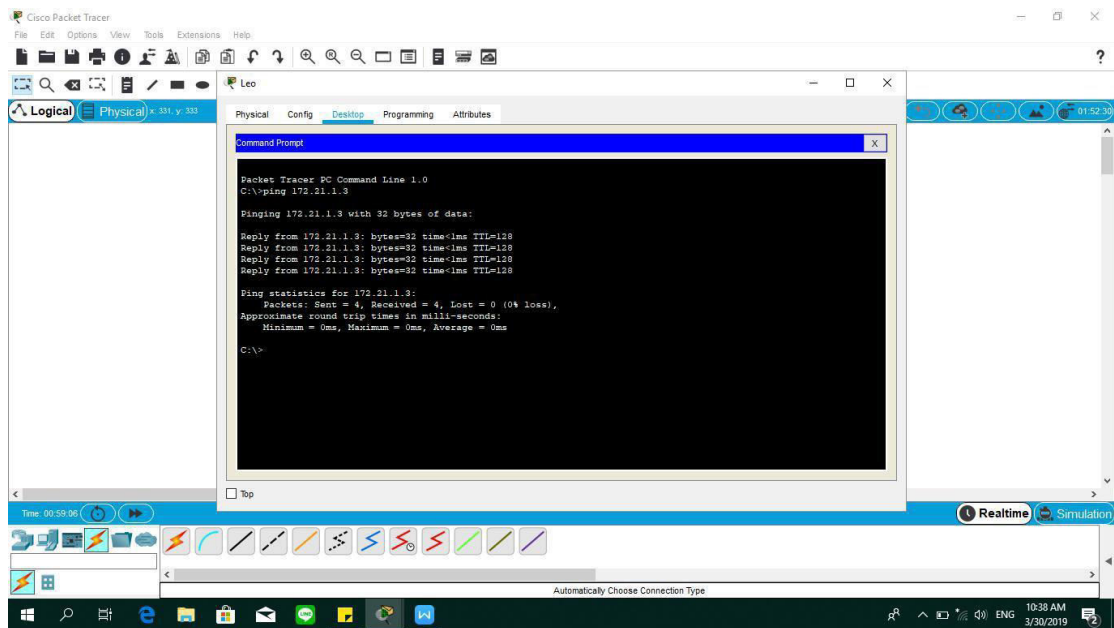 Cisco Packet Tracer
File Edit Options View Tools Extensions Help
?
Leo
Logical Physical x: 331, y: 333
01:52:30
Physical Config Desktop Programming Attributes
Command Prompt
X
Packet Tracer PC Command Line 1.0
C:\>ping 172.21.1.3
Pinging 172.21.1.3 with 32 bytes of data:
Reply from 172.21.1.3: bytes=32 time<1ms TTL=128
Reply from 172.21.1.3: bytes=32 time<1ms TTL=128
Reply from 172.21.1.3: bytes=32 time<1ms TTL=128
Reply from 172.21.1.3: bytes=32 time<1ms TTL=128
Ping statistics for 172.21.1.3:
Packets: Sent = 4, Received = 4, Lost = 0 (0% loss),
Approximate round trip times in milli-seconds:
Minimum = 0ms, Maximum = 0ms, Average = 0ms
C:\>
Top
Time: 00:59:06
Realtime Simulation
Automatically Choose Connection Type
ENG
10:38 AM
3/30/2019
2